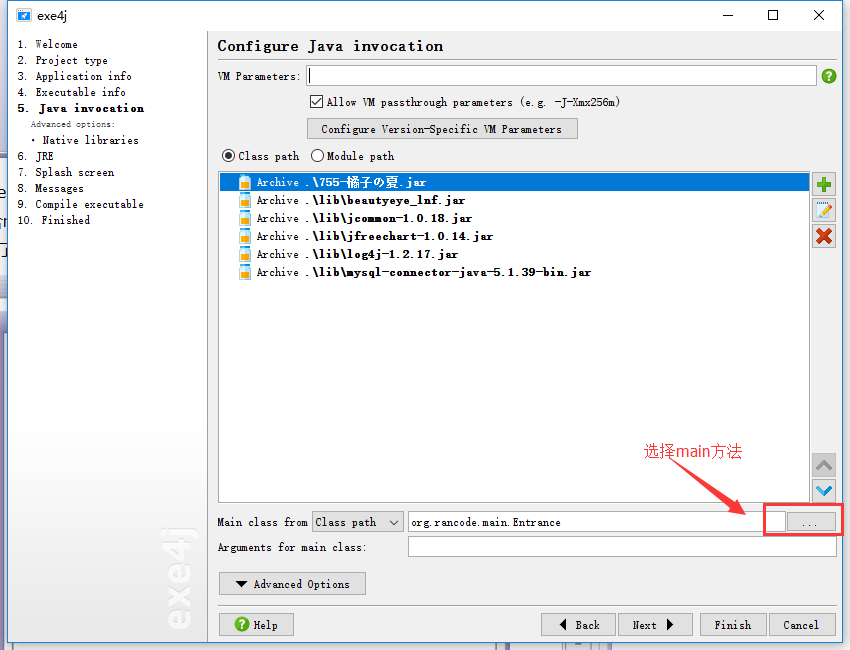 exe4j
1. Welcome
2. Project type
3. Application info
4. Executable info
5. Java invocation
Advanced options:
· Native libraries
6. JRE
7. Splash screen
8. Messages
9. Compile executable
10. Finished
exe4j
Configure Java invocation
VM Parameters:
Allow VM passthrough parameters (e.g. -J-Xmx256m)
Configure Version-Specific VM Parameters
Class path Module path
Archive .\755-橘子の夏.jar
Archive .\lib\beautyeye_lnf.jar
Archive .\lib\jcommon-1.0.18.jar
Archive .\lib\jfreechart-1.0.14.jar
Archive .\lib\log4j-1.2.17.jar
Archive .\lib\mysql-connector-java-5.1.39-bin.jar
选择main方法
Main class from Class path org.rancode.main.Entrance ...
Arguments for main class:
Advanced Options
Help Back Next Finish Cancel